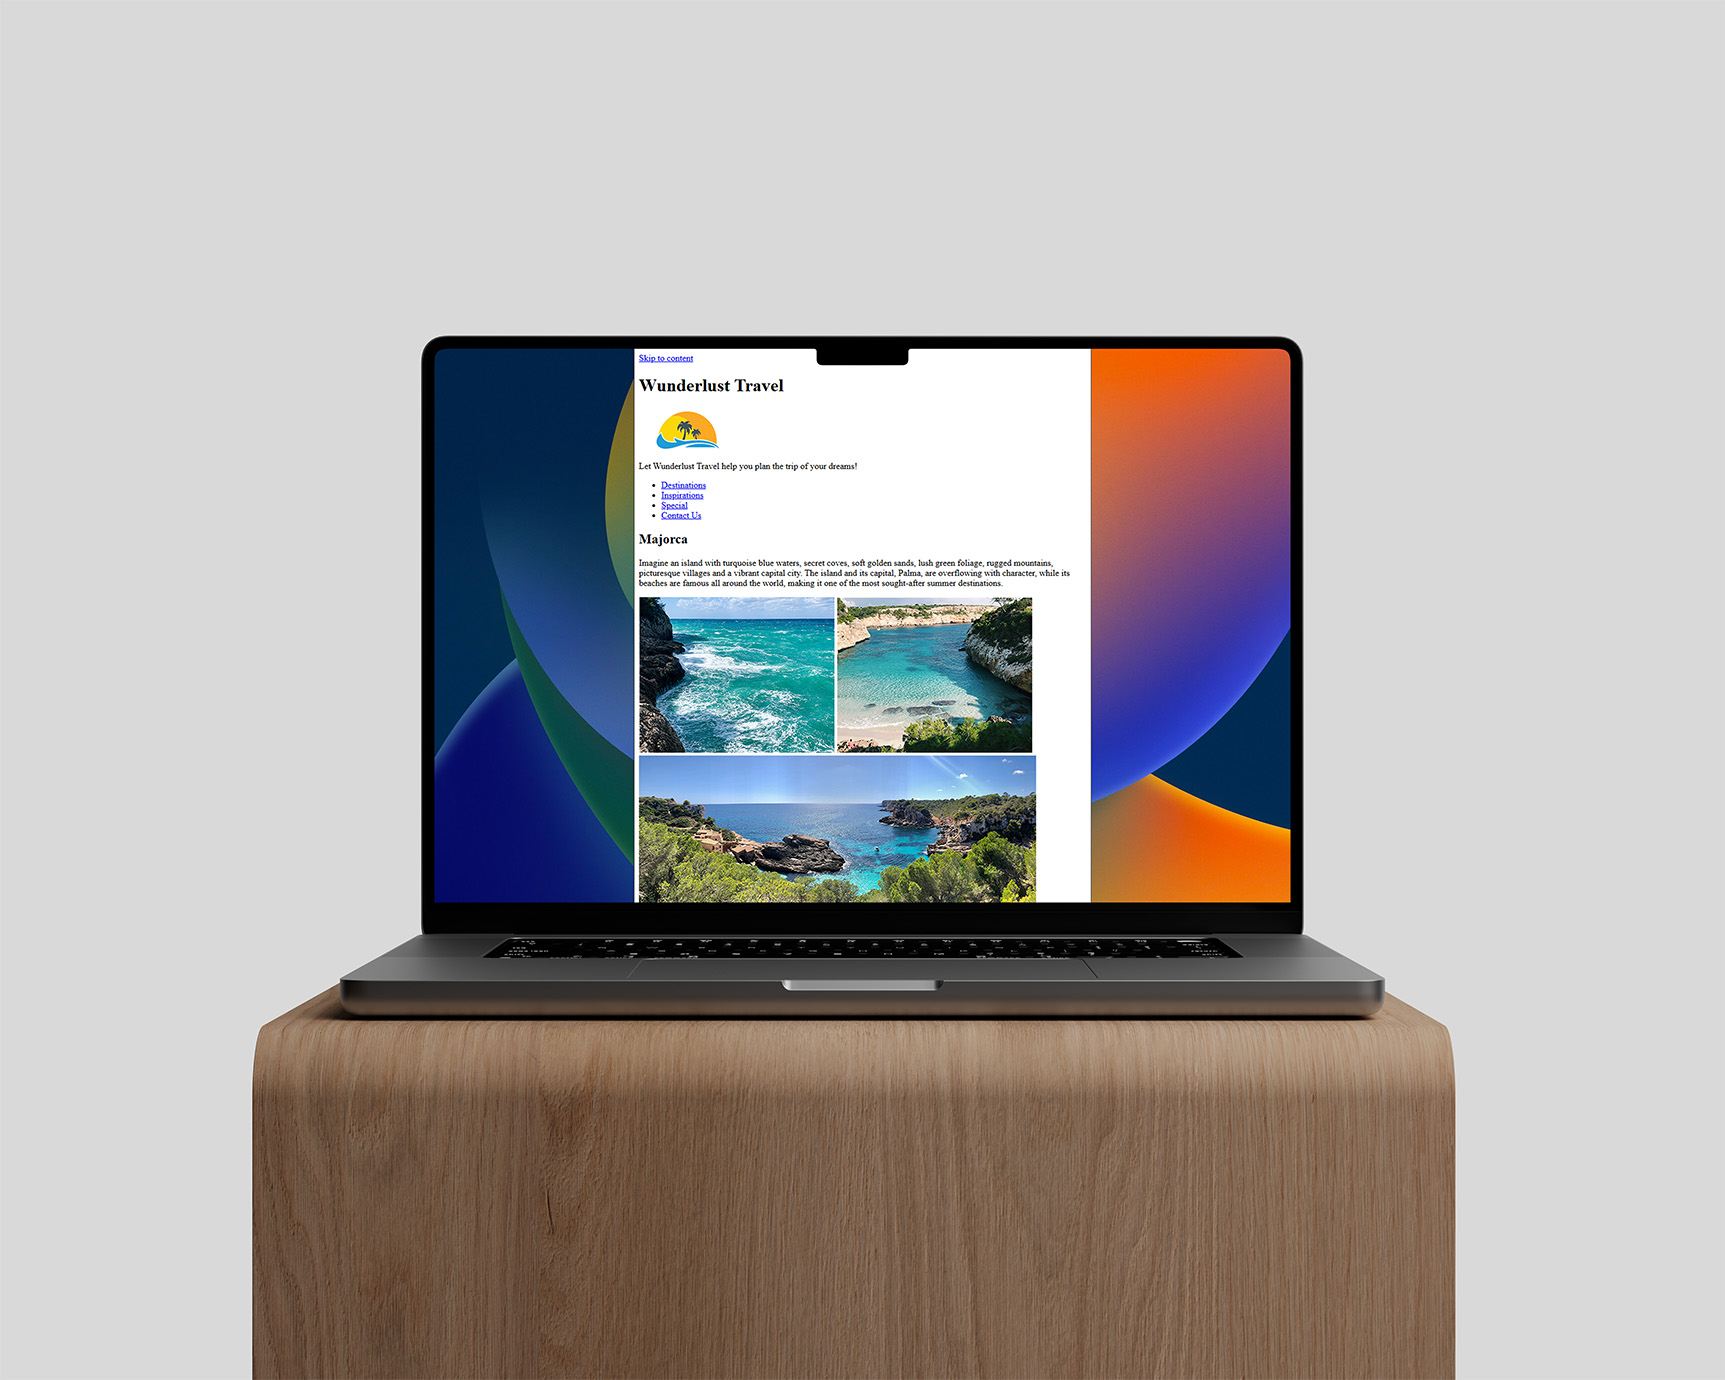 Skip to content
Wunderlust Travel
Let Wunderlust Travel help you plan the trip of your dreams!
Destinations
Inspirations
Special
Contact Us
Majorca
Imagine an island with turquoise blue waters, secret coves, soft golden sands, lush green foliage, rugged mountains,
picturesque villages and a vibrant capital city. The island and its capital, Palma, are overflowing with character, while its
beaches are famous all around the world, making it one of the most sought-after summer destinations.